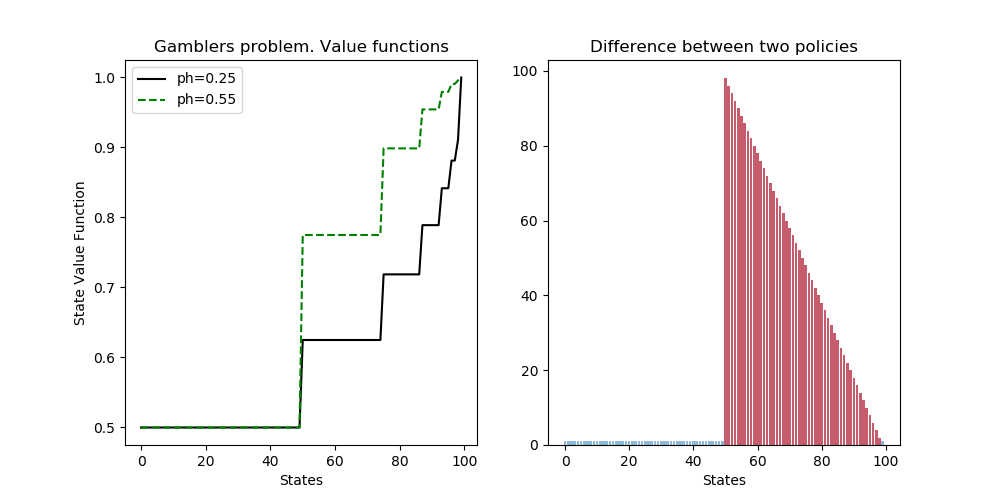 Gamblers problem. Value functions
ph=0.25
ph=0.55
1.0
0.9
0.8
0.7
0.6
0.5
State Value Function
0 20 40 60 80 100
States
Difference between two policies
100
80
60
40
20
0
0 20 40 60 80 100
States